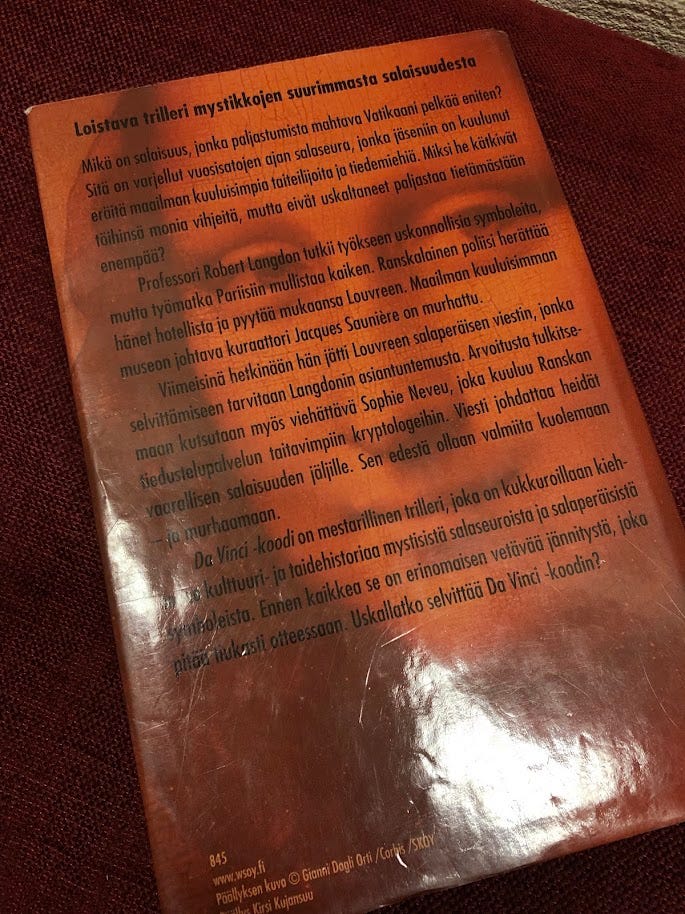 Loistava trilleri mystikkojen suurimmasta salaisuudesta
Mikä on salaisuus, jonka paljastumista mahtava Vatikaani pelkää eniten?
Sitä on varjellut vuosisatojen ajan salaseura, jonka jäseniin on kuulunut
eräitä maailman kuuluisimpia taiteilijoita ja tiedemiehiä. Miksi he kätkivät
töihinsä monia vihjeitä, mutta eivät uskaltaneet paljastaa tietämästään
enempää?
Professori Robert Langdon tutkii työkseen uskonnollisia symboleita,
mutta työmatka Pariisiin mullistaa kaiken. Ranskalainen poliisi herättää
hänet hotellista ja pyytää mukaansa Louvreen. Maailman kuuluisimman
museon johtava kuraattori Jacques Saunière on murhattu.
Viimeisinä hetkinään hän jätti Louvreen salaperäisen viestin, jonka
selvittämiseen tarvitaan Langdonin asiantuntemusta. Arvoitusta tulkitse-
maan kutsutaan myös viehättävä Sophie Neveu, joka kuuluu Ranskan
tiedustelupalvelun taitavimpiin kryptologeihin. Viesti johdattaa heidät
vaarallisen salaisuuden jäljille. Sen edestä ollaan valmiita kuolemaan
– ja murhaamaan.
Da Vinci -koodi on mestarillinen trilleri, joka on kukkuroillaan kieh-
kulttuuri- ja taidehistoriaa mystisistä salaseuroista ja salaperäisistä
symboleista. Ennen kaikkea se on erinomaisen vetävää jännitystä, joka
pitää tiukasti otteessaan. Uskallatko selvittää Da Vinci -koodin?
845
www.wsoy.fi
Päällyksen kuva © Gianni Dagli Orti /Corbis /SKOY
Kirsi Kujansuu